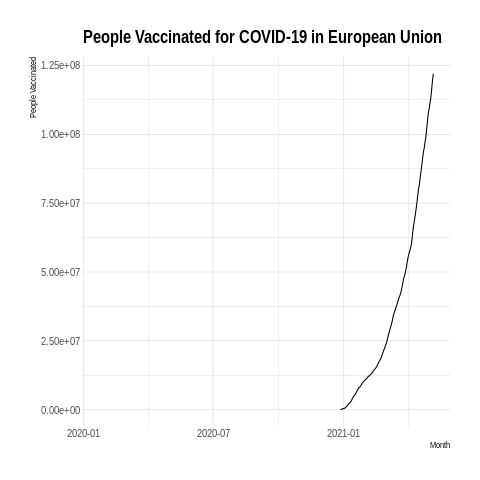 People Vaccinated for COVID-19 in European Union
People Vaccinated
1.25e+08
1.00e+08
7.50e+07
5.00e+07
2.50e+07
0.00e+00
2020-01
2020-07
2021-01
Month